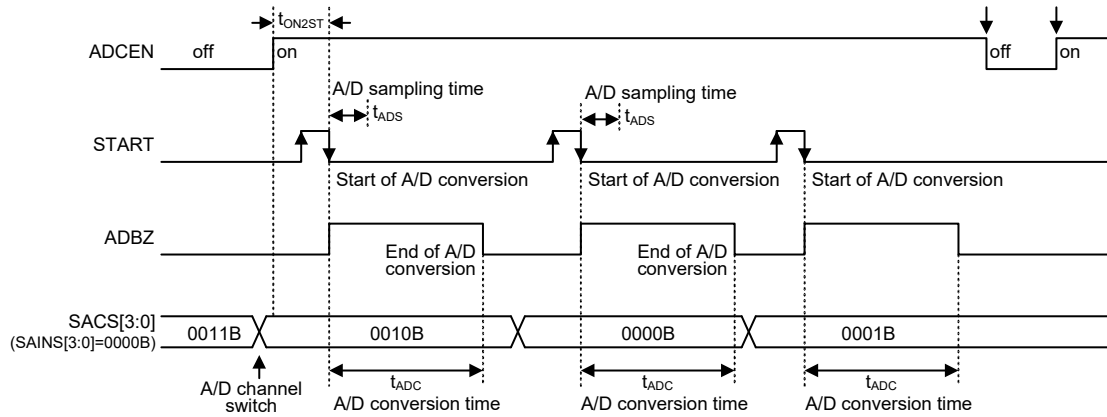 tON2ST
ADCEN off on off on
A/D sampling time A/D sampling time
tADS tADS
START
Start of A/D conversion Start of A/D conversion Start of A/D conversion
ADBZ
End of A/D conversion End of A/D conversion
SACS[3:0]
(SAINS[3:0]=0000B)
0011B 0010B 0000B 0001B
A/D channel switch
tADC tADC tADC
A/D conversion time A/D conversion time A/D conversion time